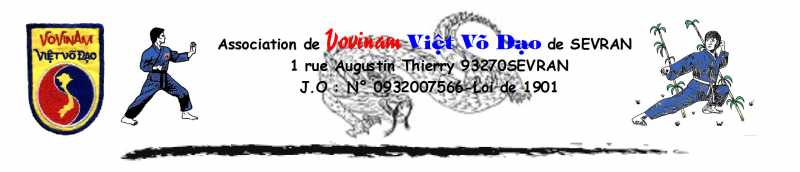 VOVINAM
VIỆT VÕ ĐẠO
Association de Vovinam Việt Võ Đạo de SEVRAN
1 rue Augustin Thierry 93270SEVRAN
J.O : N° 0932007566-Loi de 1901